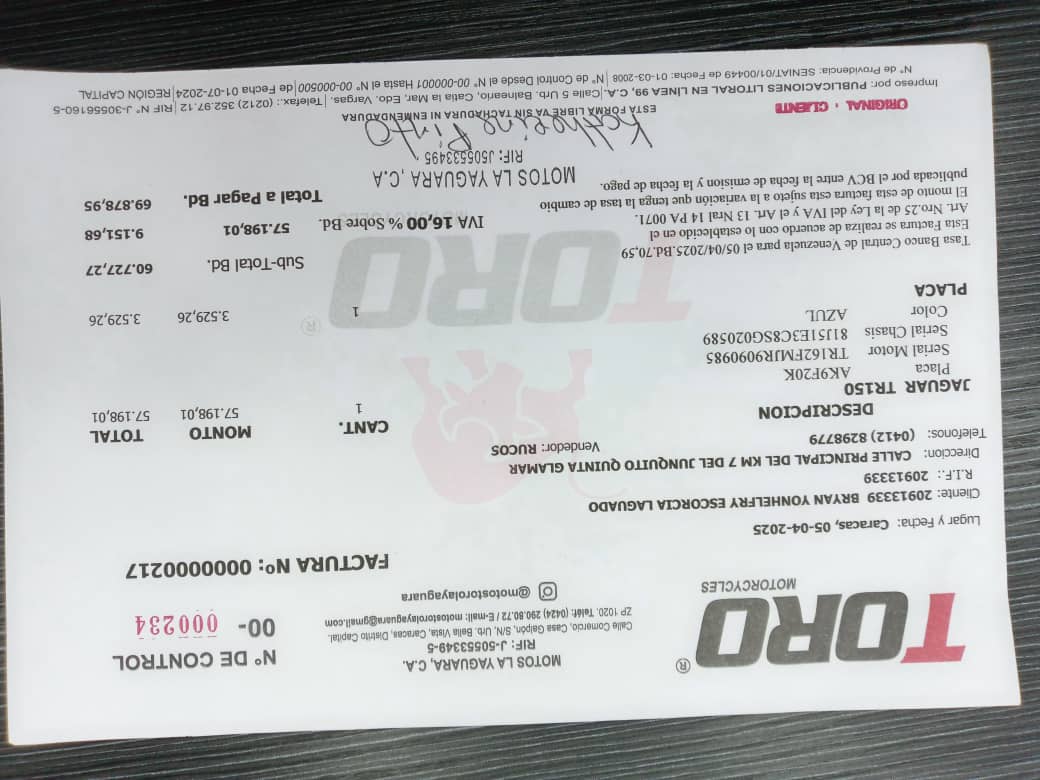 TORO ®
MOTORCYCLES
MOTOS LA YAGUARA, C.A.
RIF: J-50553349-5
Calle Comercio, Casa Galpón, S/N, Urb. Bella Vista, Caracas, Distrito Capital.
ZP 1020. Teléf: (0424) 290.80.72 / E-mail: motostorolayaguara@gmail.com
@motostorolayaguara
N° DE CONTROL
00- 000234
FACTURA N°: 0000000217
Lugar y Fecha: Caracas, 05-04-2025
Cliente: 20913339 BRYAN YONHELFRY ESCORCIA LAGUADO
R.I.F.: 20913339
Direccion: CALLE PRINCIPAL DEL KM 7 DEL JUNQUITO QUINTA GLAMAR
Telefonos: (0412) 8298779 Vendedor: RUCOS
DESCRIPCION CANT. MONTO TOTAL
JAGUAR TR150 1 57.198,01 57.198,01
Placa AK9F20K
Serial Motor TR162FMJR9090985
Serial Chasis 81J51E3C8SG020589
Color AZUL
PLACA 1 3.529,26 3.529,26
TORO ®
MOTORCYCLES
Tasa Banco Central de Venezuela para el 05/04/2025.Bd.70,59
Esta Factura se realiza de acuerdo con lo establecido en el
Art. Nro.25 de la Ley del IVA y el Art. 13 Nral 14 PA 0071.
El monto de esta factura esta sujeto a la variación que tenga la tasa de cambio
publicada por el BCV entre la fecha de emision y la fecha de pago.
Sub-Total Bd. 60.727,27
IVA 16,00 % Sobre Bd. 57.198,01 9.151,68
Total a Pagar Bd. 69.878,95
MOTOS LA YAGUARA ,C.A
RIF: J505533495
Katherine Pinto
ESTA FORMA LIBRE VA SIN TACHADURA NI ENMENDADURA
ORIGINAL - CLIENTE
Impreso por: PUBLICACIONES LITORAL EN LÍNEA 99, C.A. Calle 5 Urb. Balneario, Catia la Mar, Edo. Vargas. Telefax.: (0212) 352.97.12 RIF N° J-30556160-5
N° de Providencia: SENIAT/01/00449 de Fecha: 01-03-2008 N° de Control Desde el N° 00-000001 Hasta el N° 00-000500 de Fecha 01-07-2024 REGIÓN CAPITAL